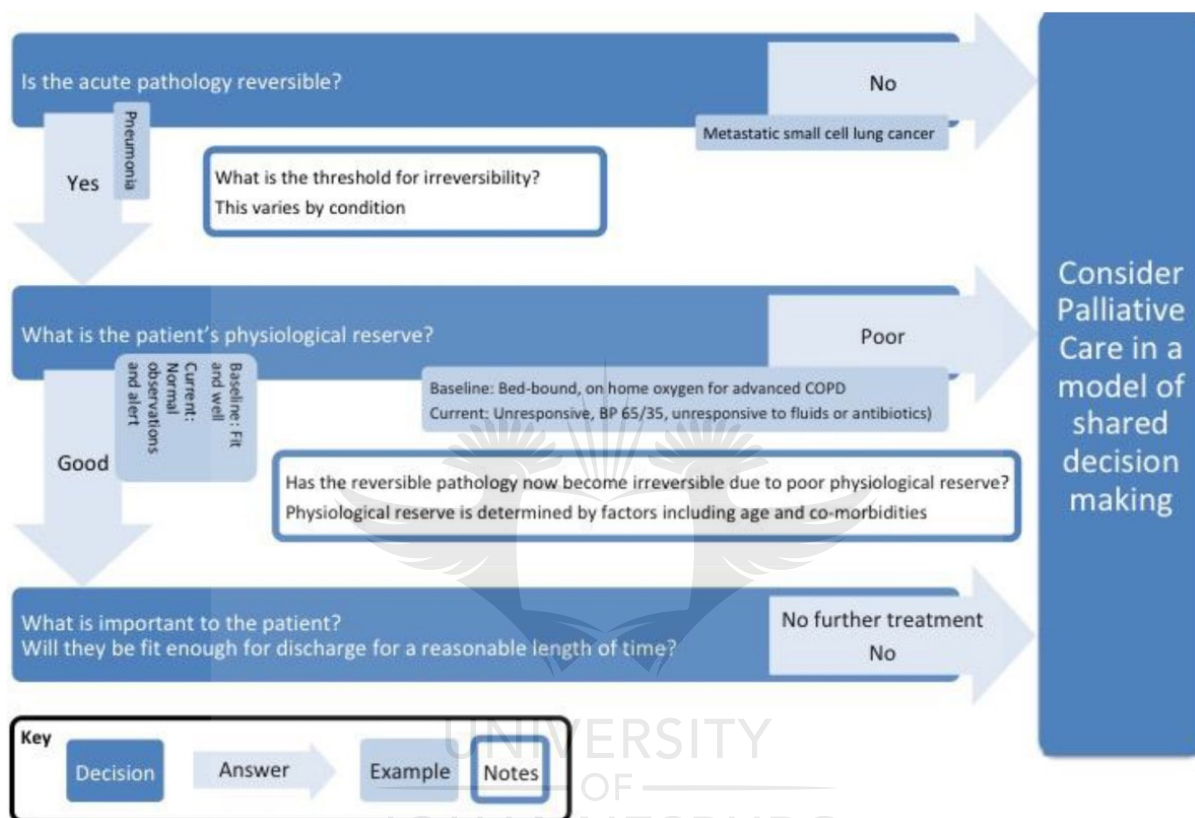 Is the acute pathology reversible?
No
Metastatic small cell lung cancer
Pneumonia
Yes
What is the threshold for irreversibility?
This varies by condition
What is the patient's physiological reserve?
Poor
Baseline: Bed-bound, on home oxygen for advanced COPD
Current: Unresponsive, BP 65/35, unresponsive to fluids or antibiotics)
Baseline: Fit
and well
Current:
Normal
observations
and alert
Good
Has the reversible pathology now become irreversible due to poor physiological reserve?
Physiological reserve is determined by factors including age and co-morbidities
What is important to the patient?
Will they be fit enough for discharge for a reasonable length of time?
No further treatment
No
Consider
Palliative
Care in a
model of
shared
decision
making
Key
Decision
Answer
Example
Notes
UNIVERSITY
OF
JOHANNESBURG